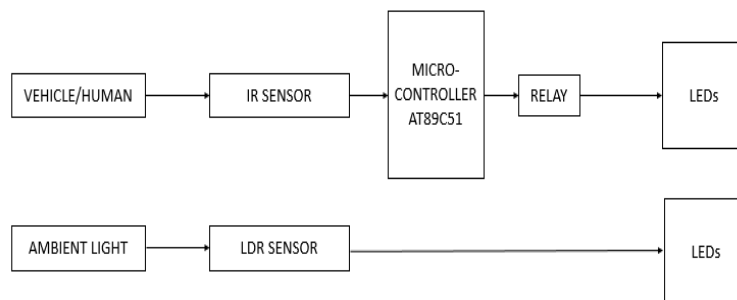 VEHICLE/HUMAN
IR SENSOR
MICRO-
CONTROLLER
AT89C51
RELAY
LEDs
AMBIENT LIGHT
LDR SENSOR
LEDs